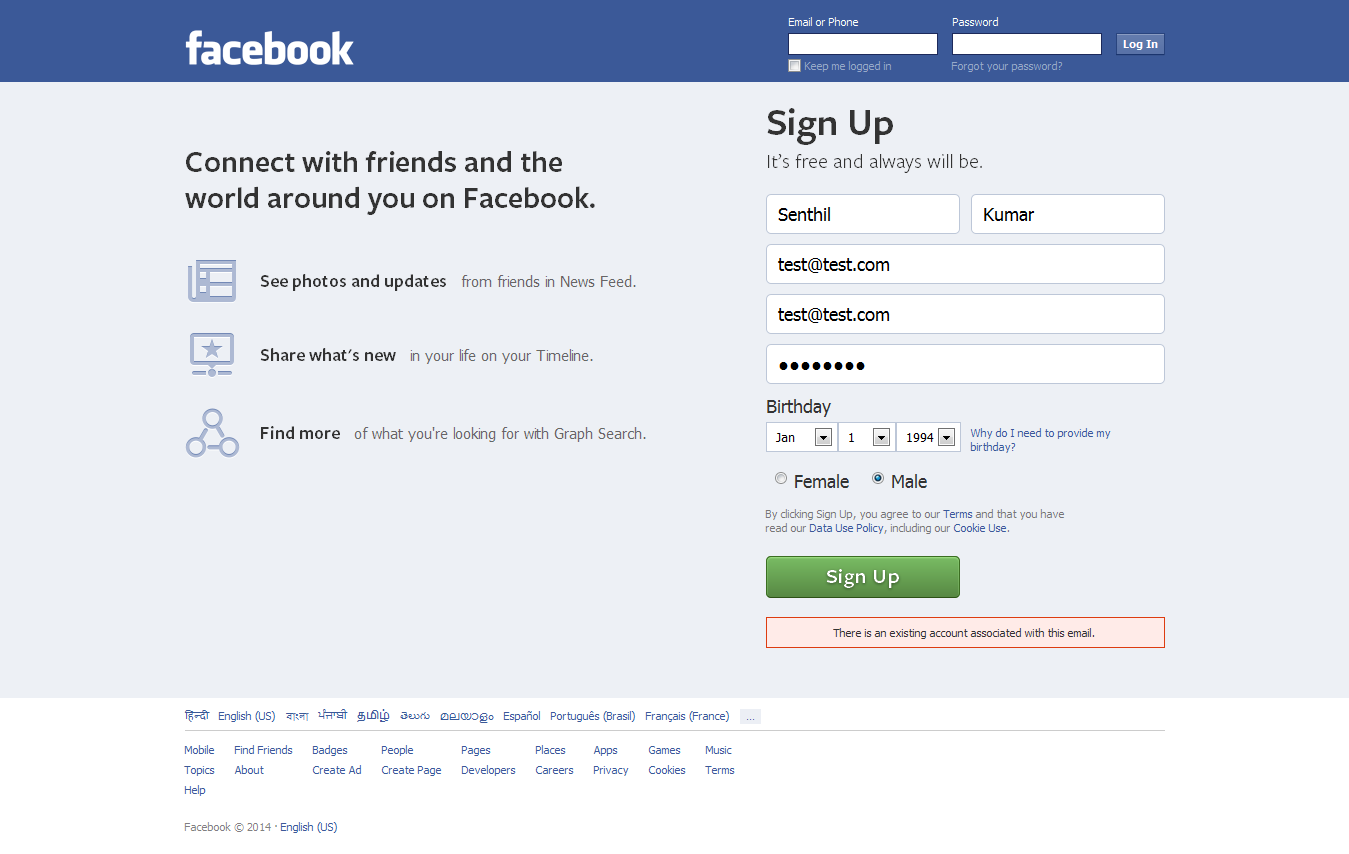 facebook
Email or Phone Password
Keep me logged in Forgot your password? Log In
Sign Up
It's free and always will be.
Connect with friends and the
world around you on Facebook.
See photos and updates from friends in News Feed.
Share what's new in your life on your Timeline.
Find more of what you're looking for with Graph Search.
Senthil Kumar
test@test.com
test@test.com
••••••••
Birthday
Jan 1 1994 Why do I need to provide my
birthday?
Female Male
By clicking Sign Up, you agree to our Terms and that you have
read our Data Use Policy, including our Cookie Use.
Sign Up
There is an existing account associated with this email.
हिन्दी English (US) বাংলা ਪੰਜਾਬੀ தமிழ் తెలుగు മലയാളം Español Português (Brasil) Français (France) ...
Mobile Find Friends Badges People Pages Places Apps Games Music
Topics About Create Ad Create Page Developers Careers Privacy Cookies Terms
Help
Facebook © 2014 · English (US)